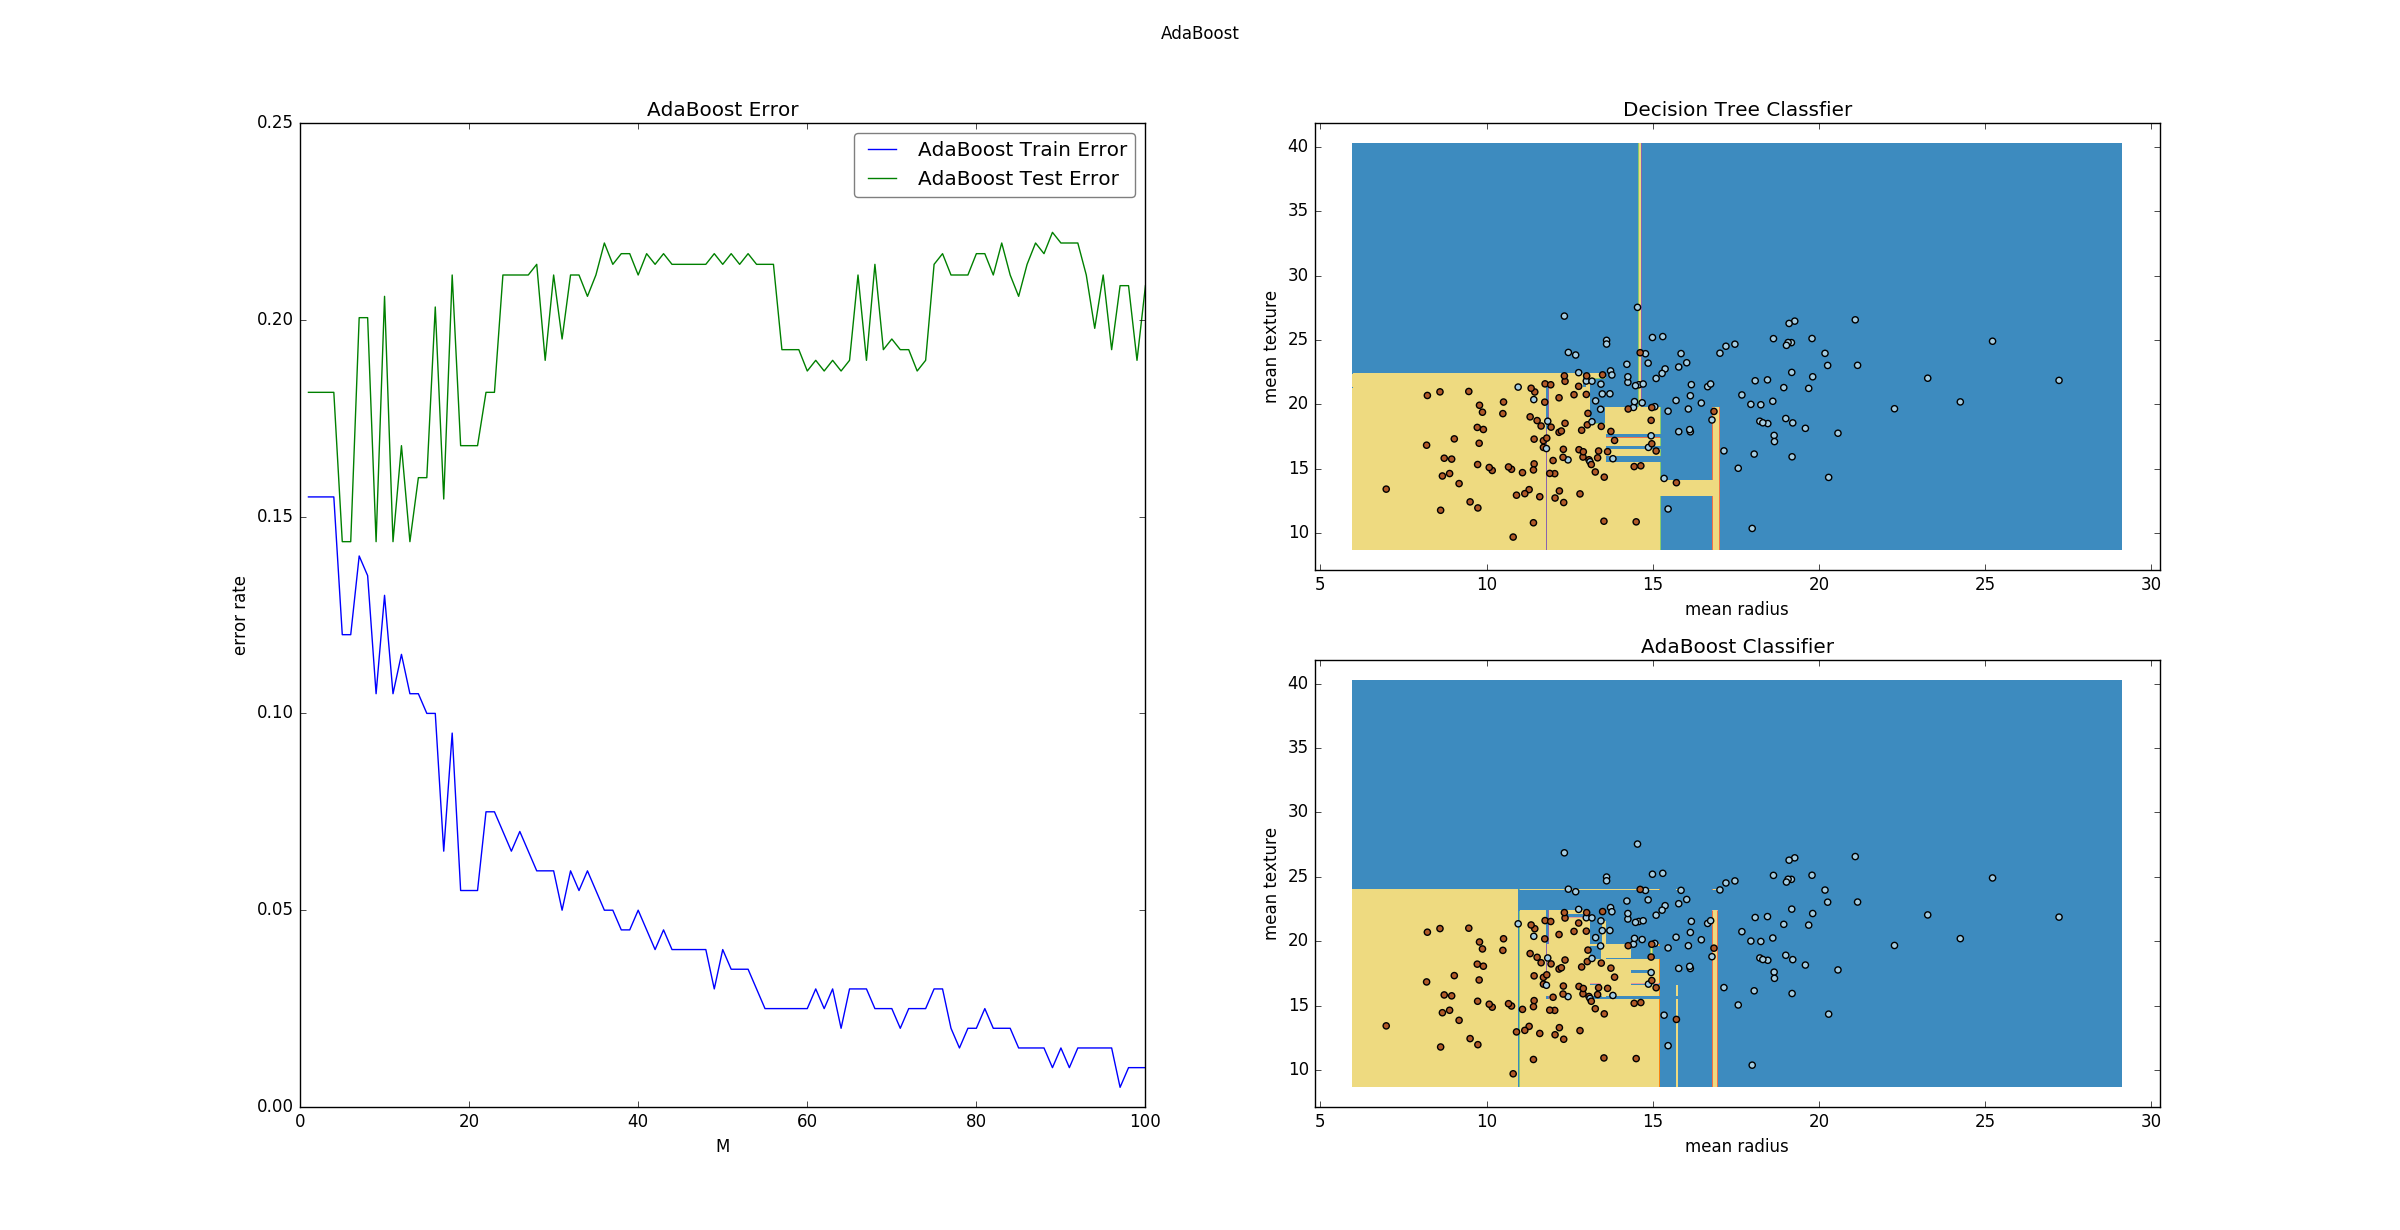 AdaBoost
AdaBoost Error
0.25
0.20
0.15
0.10
0.05
0.00
error rate
AdaBoost Train Error
AdaBoost Test Error
0 20 40 60 80 100
M
Decision Tree Classfier
40
35
30
25
20
15
10
mean texture
5 10 15 20 25 30
mean radius
AdaBoost Classifier
40
35
30
25
20
15
10
mean texture
5 10 15 20 25 30
mean radius